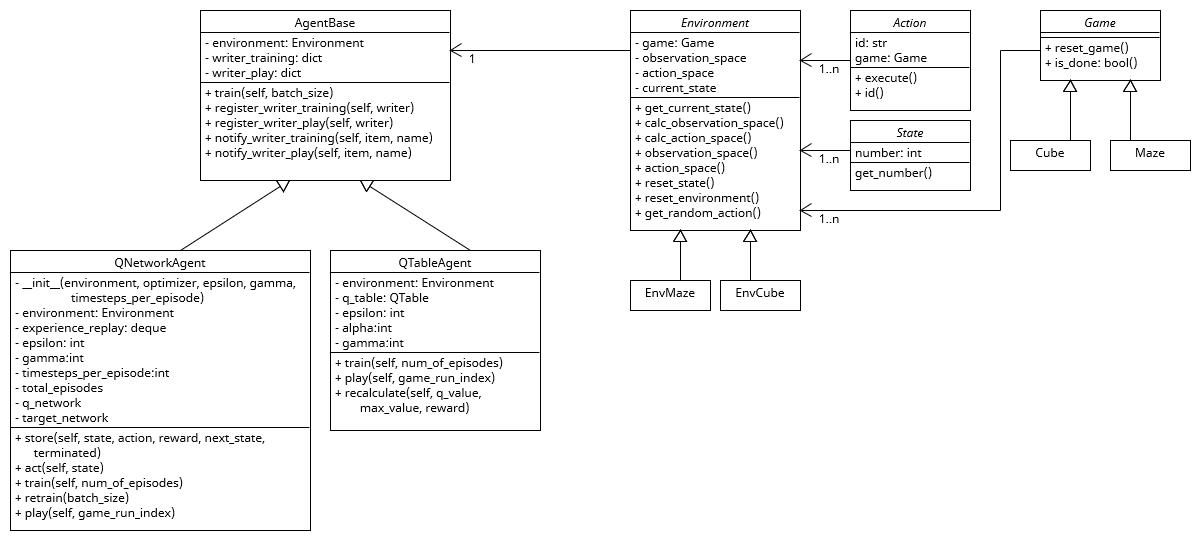 AgentBase
- environment: Environment
- writer_training: dict
- writer_play: dict
+ train(self, batch_size)
+ register_writer_training(self, writer)
+ register_writer_play(self, writer)
+ notify_writer_training(self, item, name)
+ notify_writer_play(self, item, name)
1
Environment
- game: Game
- observation_space
- action_space
- current_state
+ get_current_state()
+ calc_observation_space()
+ calc_action_space()
+ observation_space()
+ action_space()
+ reset_state()
+ reset_environment()
+ get_random_action()
1..n
1..n
1..n
Action
id: str
game: Game
+ execute()
+ id()
State
number: int
get_number()
Game
+ reset_game()
+ is_done: bool()
Cube
Maze
EnvMaze
EnvCube
QNetworkAgent
- __init__(environment, optimizer, epsilon, gamma,
timesteps_per_episode)
- environment: Environment
- experience_replay: deque
- epsilon: int
- gamma:int
- timesteps_per_episode:int
- total_episodes
- q_network
- target_network
+ store(self, state, action, reward, next_state,
terminated)
+ act(self, state)
+ train(self, num_of_episodes)
+ retrain(batch_size)
+ play(self, game_run_index)
QTableAgent
- environment: Environment
- q_table: QTable
- epsilon: int
- alpha:int
- gamma:int
+ train(self, num_of_episodes)
+ play(self, game_run_index)
+ recalculate(self, q_value,
max_value, reward)